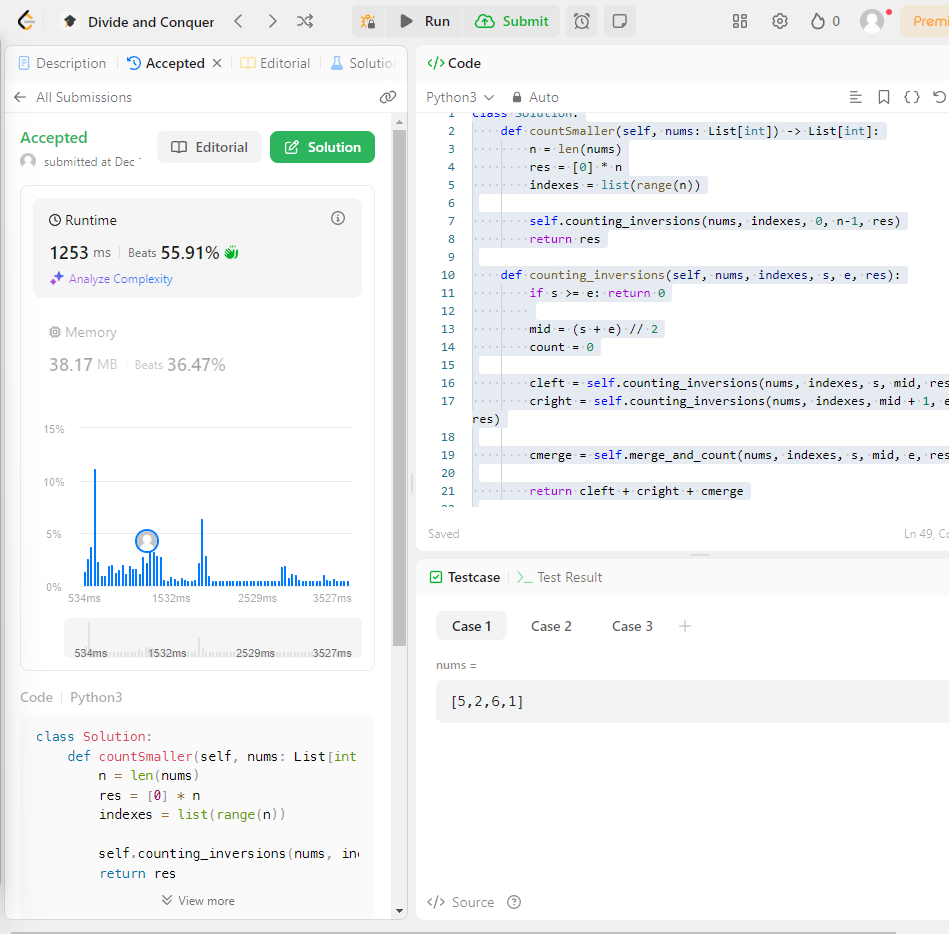 Divide and Conquer
Run
Submit
0
Premi
Description
Accepted
Editorial
Solutio
All Submissions
Accepted
submitted at Dec
Editorial
Solution
Runtime
1253 ms
Beats 55.91%
Analyze Complexity
Memory
38.17 MB
Beats 36.47%
15%
10%
5%
0%
534ms 1532ms 2529ms 3527ms
534ms 1532ms 2529ms 3527ms
Code Python3
class Solution:
def countSmaller(self, nums: List[int
n = len(nums)
res = [0] * n
indexes = list(range(n))
self.counting_inversions(nums, in
return res
View more
</> Code
Python3
Auto
1 class Solution:
2 def countSmaller(self, nums: List[int]) -> List[int]:
3 n = len(nums)
4 res = [0] * n
5 indexes = list(range(n))
6
7 self.counting_inversions(nums, indexes, 0, n-1, res)
8 return res
9
10 def counting_inversions(self, nums, indexes, s, e, res):
11 if s >= e: return 0
12
13 mid = (s + e) // 2
14 count = 0
15
16 cleft = self.counting_inversions(nums, indexes, s, mid, res
17 cright = self.counting_inversions(nums, indexes, mid + 1, e
res)
18
19 cmerge = self.merge_and_count(nums, indexes, s, mid, e, res
20
21 return cleft + cright + cmerge
Saved
Ln 49, Co
Testcase
Test Result
Case 1
Case 2
Case 3
+
nums =
[5,2,6,1]
</> Source